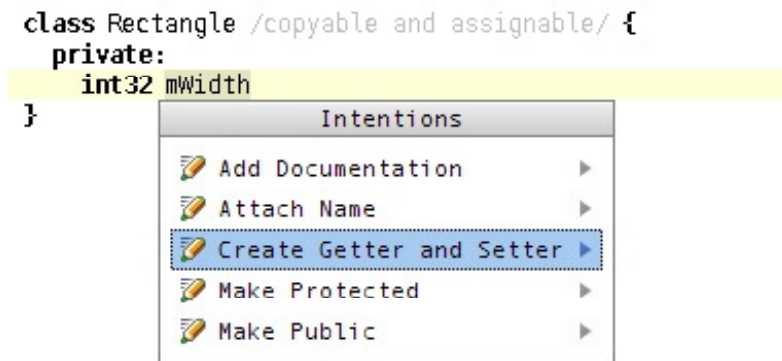 class Rectangle /copyable and assignable/ {
private:
int32 mWidth
}
Intentions
Add Documentation
Attach Name
Create Getter and Setter
Make Protected
Make Public